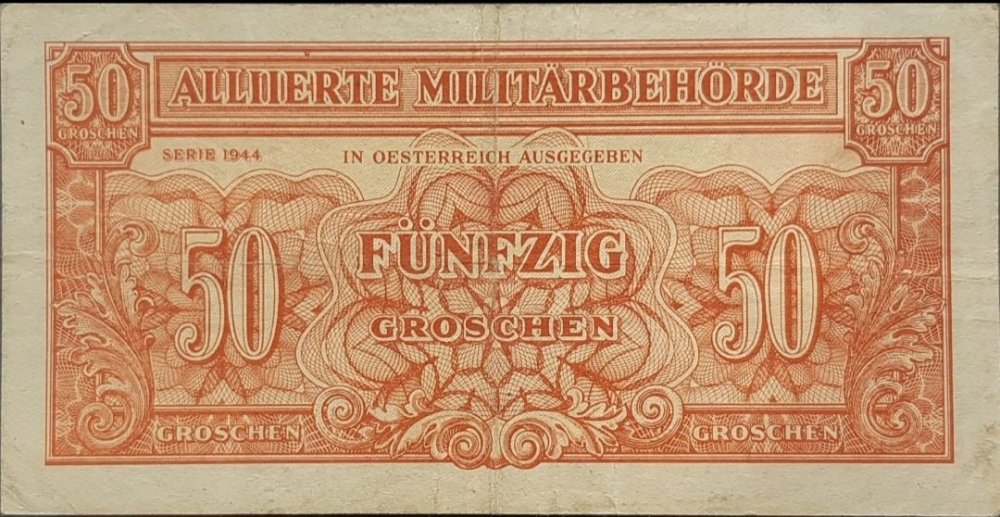 50 ALLIIERTE MILITÄRBEHÖRDE 50
GROSCHEN GROSCHEN
SERIE 1944 IN OESTERREICH AUSGEGEBEN
50 FÜNFZIG 50
GROSCHEN
GROSCHEN GROSCHEN